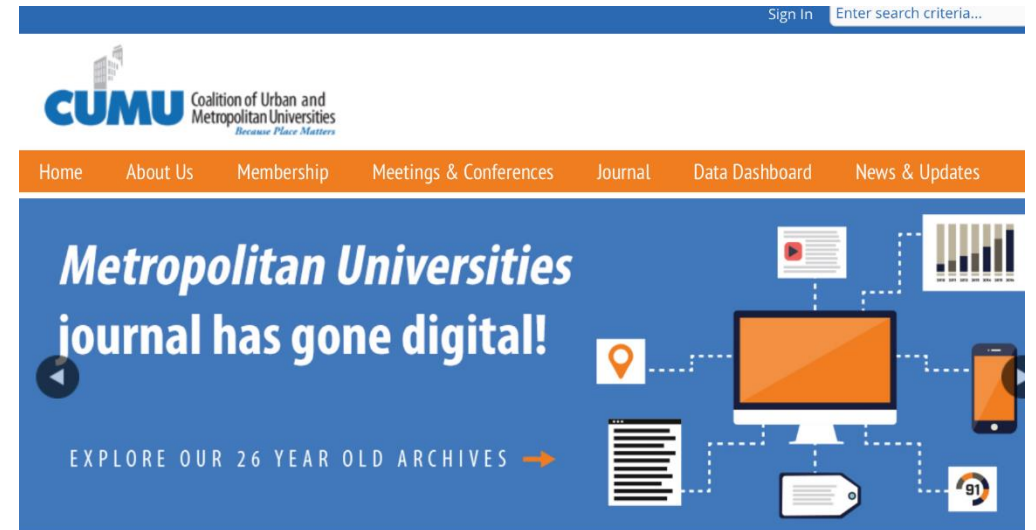 Sign In Enter search criteria...
CUMU Coalition of Urban and
Metropolitan Universities
Because Place Matters
Home About Us Membership Meetings & Conferences Journal Data Dashboard News & Updates
Metropolitan Universities
journal has gone digital!
EXPLORE OUR 26 YEAR OLD ARCHIVES
91